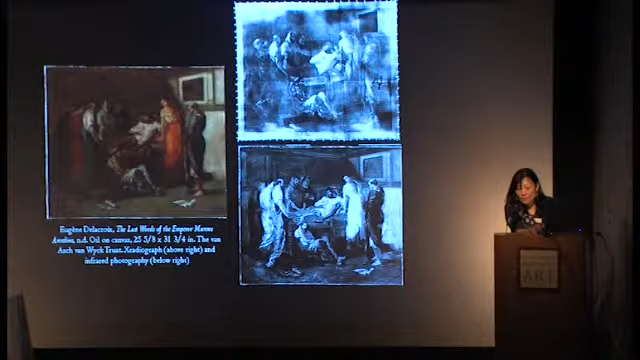 Eugène Delacroix, The Last Words of the Emperor Marcus
Aurelius, n.d. Oil on canvas, 25 5/8 x 31 3/4 in. The van
Asch van Wyck Trust. Xradiograph (above right) and
infrared photography (below right)
ART